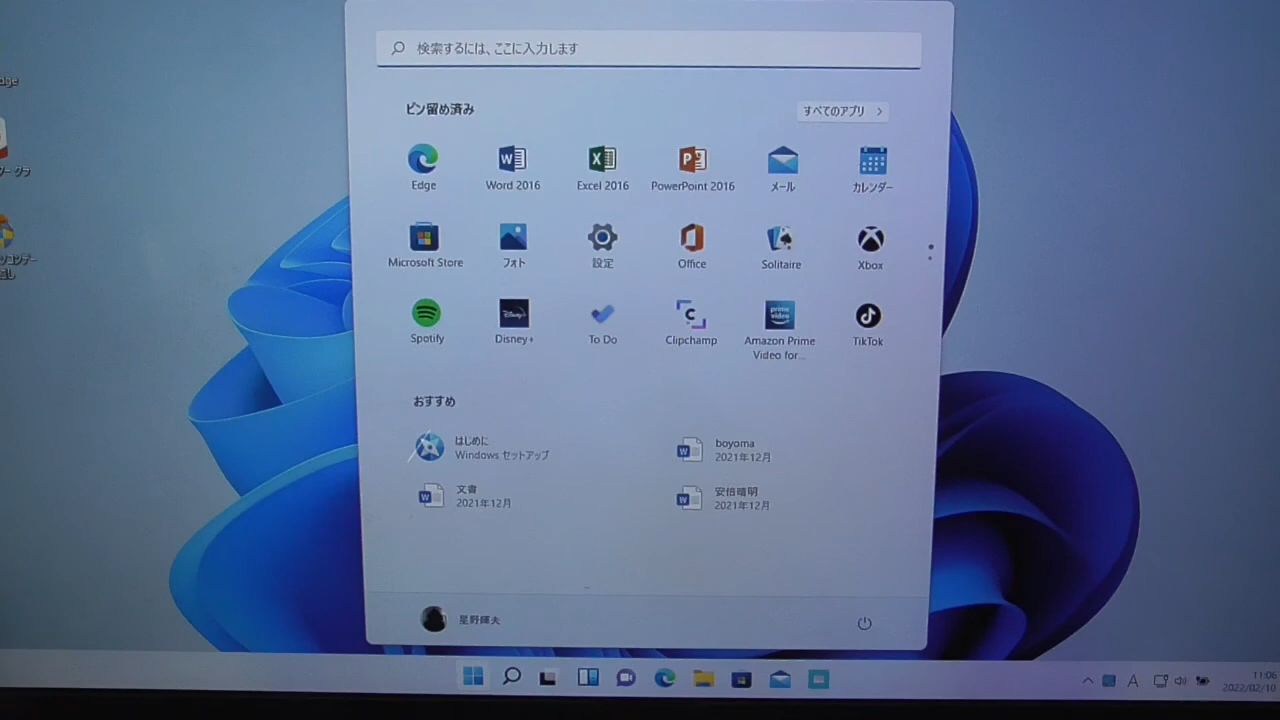 検索するには、ここに入力します
ピン留め済み
すべてのアプリ >
Edge
Word 2016
Excel 2016
PowerPoint 2016
メール
カレンダー
Microsoft Store
フォト
設定
Office
Solitaire
Xbox
Spotify
Disney+
To Do
Clipchamp
Amazon Prime
Video for...
TikTok
おすすめ
はじめに
Windows セットアップ
boyoma
2021年12月
文書
2021年12月
安倍晴明
2021年12月
星野輝夫
A
11:06
2022/02/10